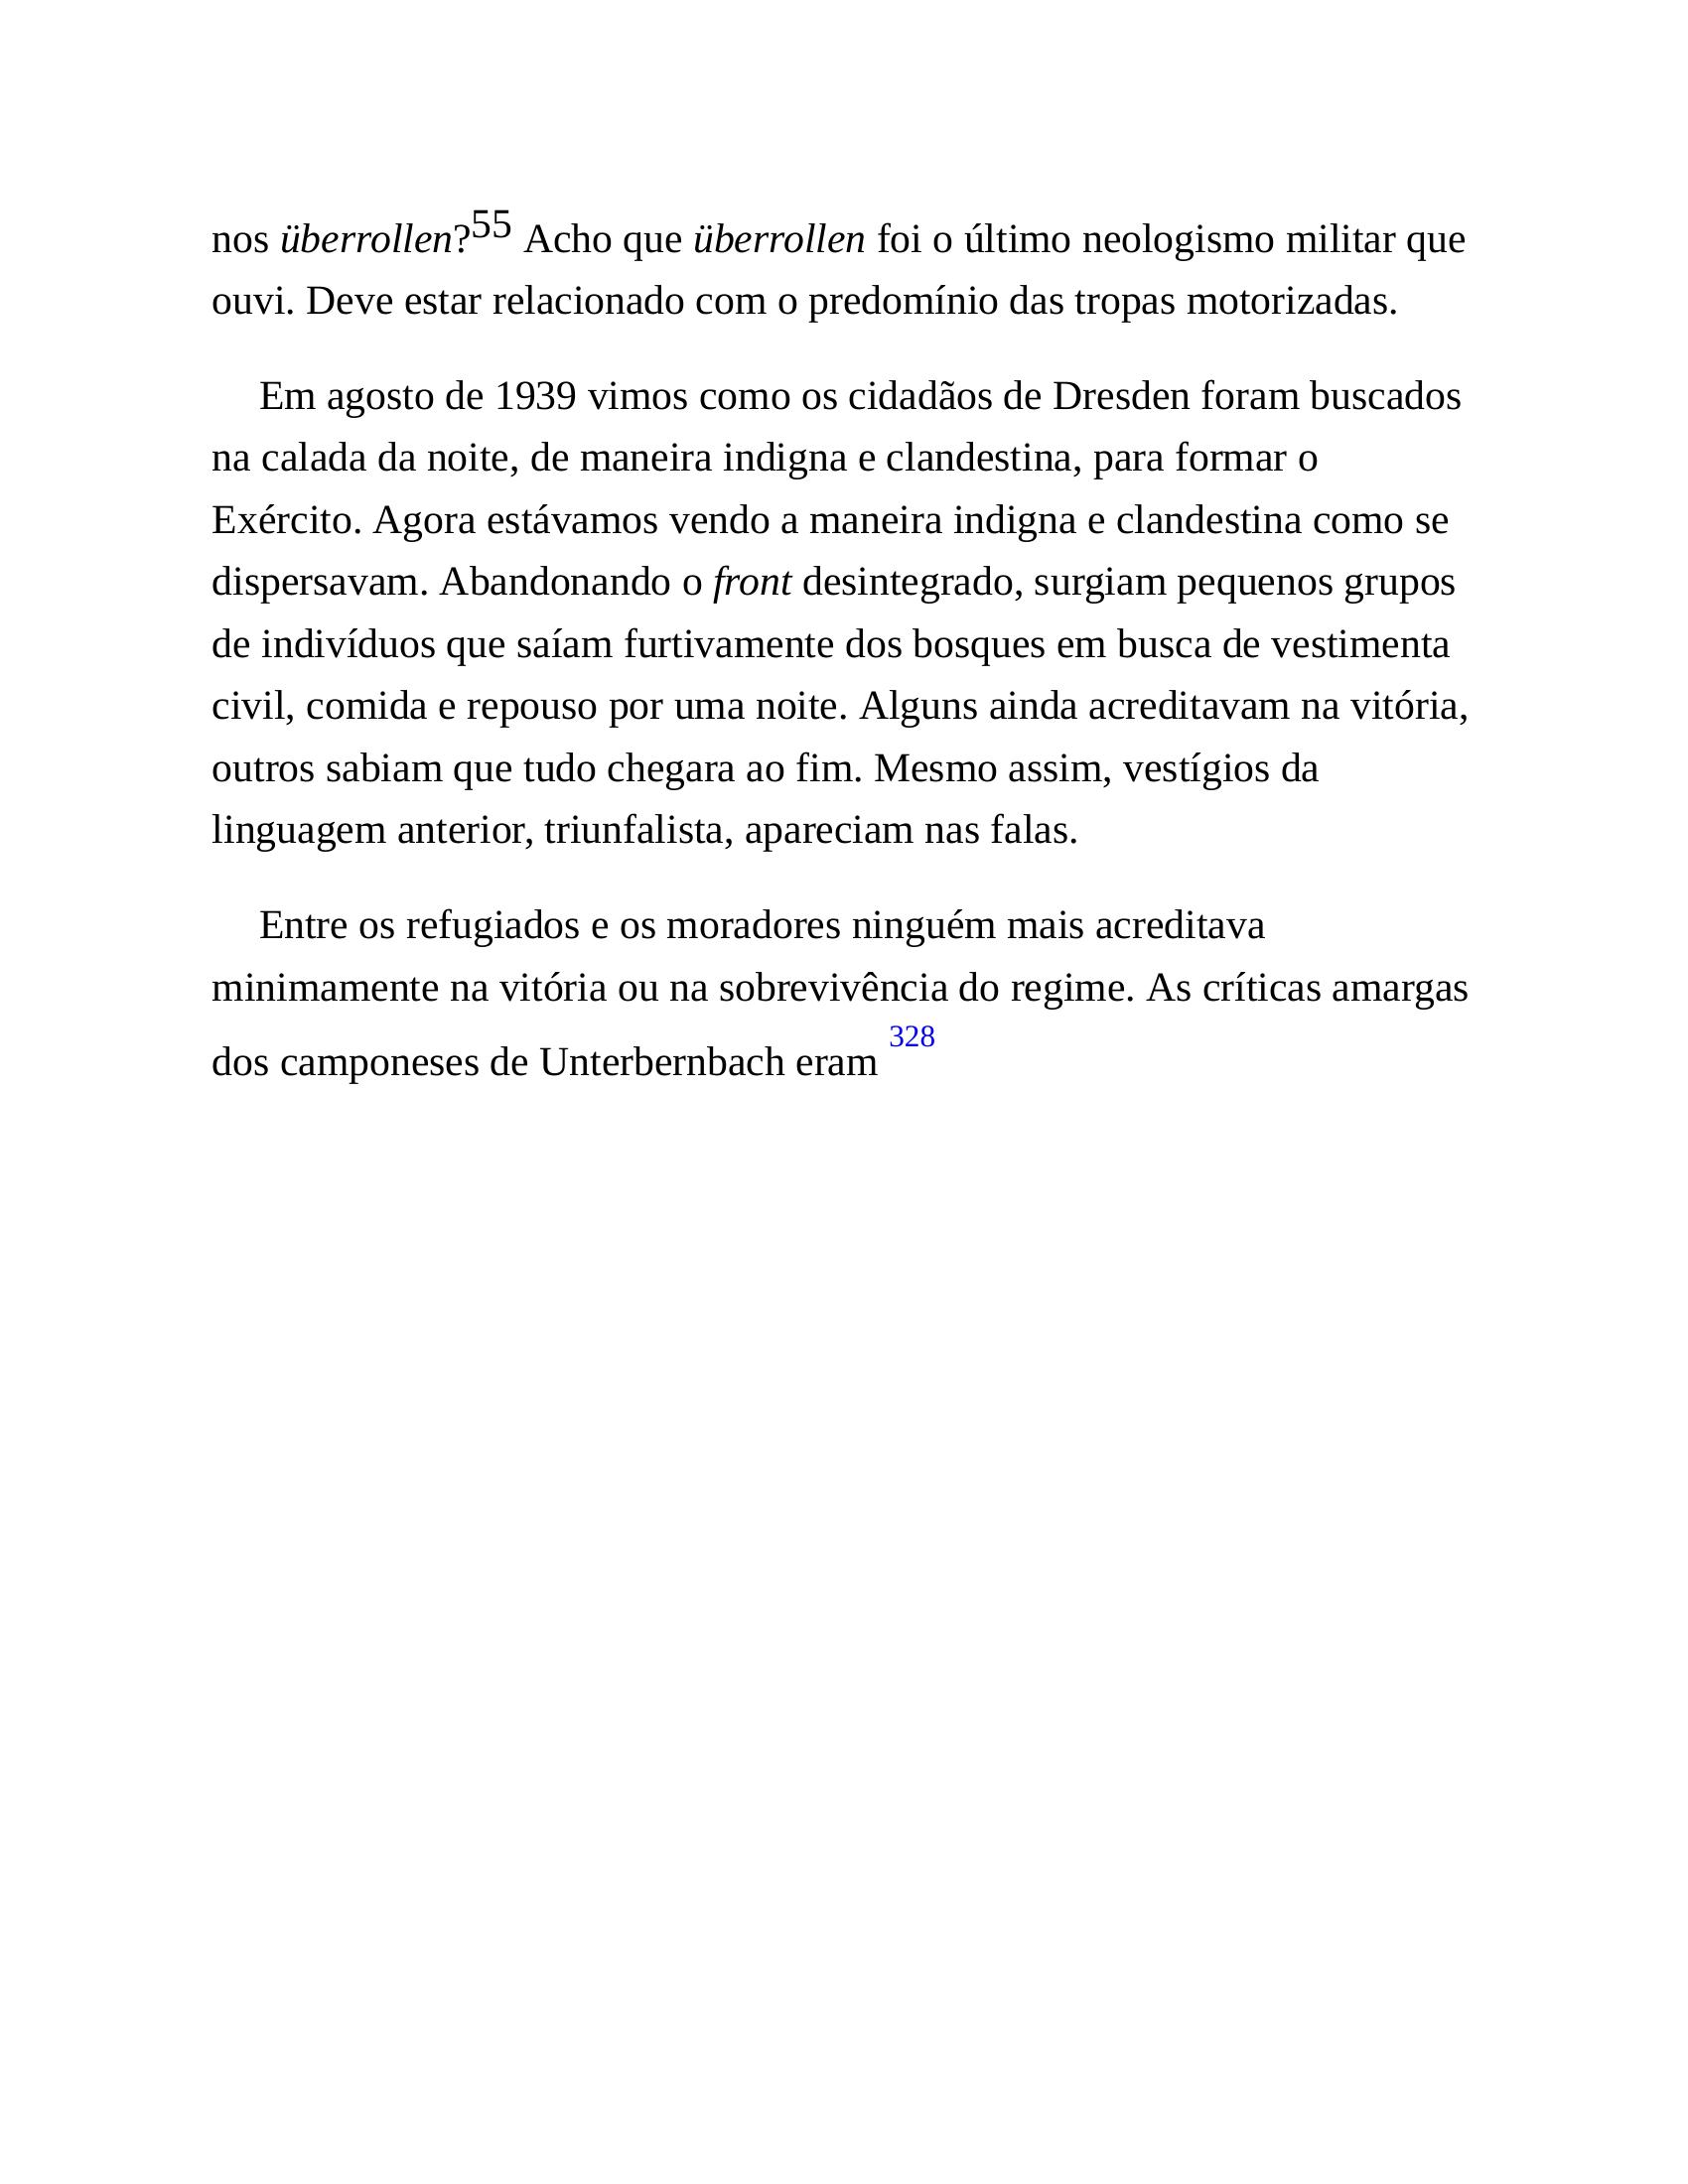 nos überrollen?55 Acho que überrollen foi o último neologismo militar que
ouvi. Deve estar relacionado com o predomínio das tropas motorizadas.
Em agosto de 1939 vimos como os cidadãos de Dresden foram buscados
na calada da noite, de maneira indigna e clandestina, para formar o
Exército. Agora estávamos vendo a maneira indigna e clandestina como se
dispersavam. Abandonando o front desintegrado, surgiam pequenos grupos
de indivíduos que saíam furtivamente dos bosques em busca de vestimenta
civil, comida e repouso por uma noite. Alguns ainda acreditavam na vitória,
outros sabiam que tudo chegara ao fim. Mesmo assim, vestígios da
linguagem anterior, triunfalista, apareciam nas falas.
Entre os refugiados e os moradores ninguém mais acreditava
minimamente na vitória ou na sobrevivência do regime. As críticas amargas
dos camponeses de Unterbernbach eram 328